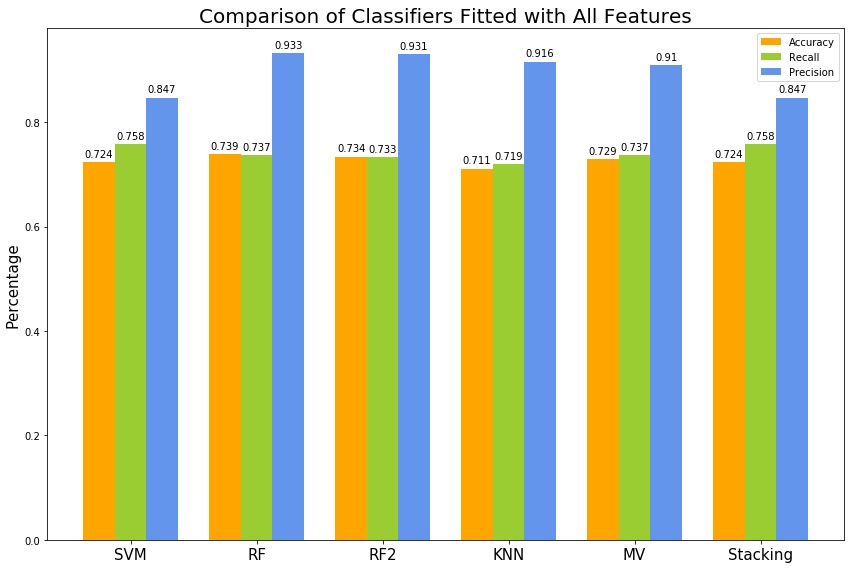 Comparison of Classifiers Fitted with All Features
Accuracy
Recall
Precision
Percentage
0.8
0.6
0.4
0.2
0.0
0.724
0.758
0.847
0.739
0.737
0.933
0.734
0.733
0.931
0.711
0.719
0.916
0.729
0.737
0.91
0.724
0.758
0.847
SVM
RF
RF2
KNN
MV
Stacking